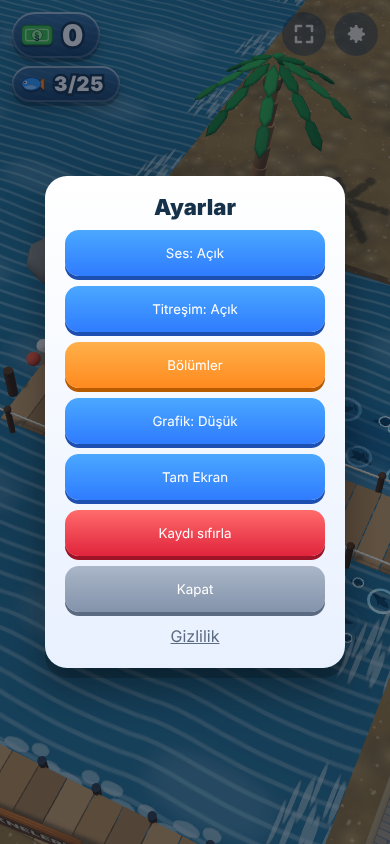 0
3/25
Ayarlar
Ses: Açık
Titreşim: Açık
Bölümler
Grafik: Düşük
Tam Ekran
Kaydı sıfırla
Kapat
Gizlilik